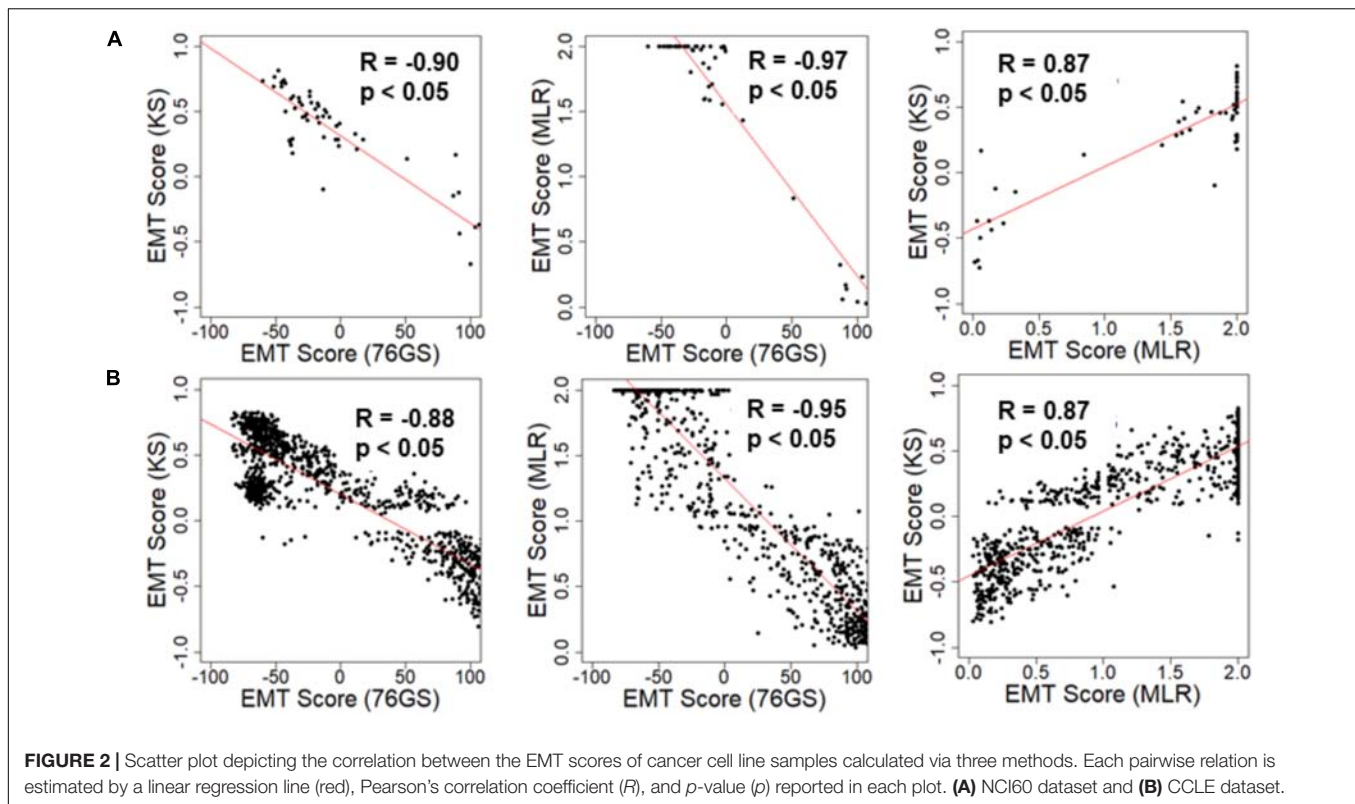 A
R = -0.90
p < 0.05
EMT Score (KS)
1.0
0.5
0.0
-0.5
-1.0
-100 -50 0 50 100
EMT Score (76GS)
R = -0.97
p < 0.05
EMT Score (MLR)
2.0
1.5
1.0
0.5
0.0
-100 -50 0 50 100
EMT Score (76GS)
R = 0.87
p < 0.05
EMT Score (KS)
1.0
0.5
0.0
-0.5
-1.0
0.0 0.5 1.0 1.5 2.0
EMT Score (MLR)
B
R = -0.88
p < 0.05
EMT Score (KS)
1.0
0.5
0.0
-0.5
-1.0
-100 -50 0 50 100
EMT Score (76GS)
R = -0.95
p < 0.05
EMT Score (MLR)
2.0
1.5
1.0
0.5
0.0
-100 -50 0 50 100
EMT Score (76GS)
R = 0.87
p < 0.05
EMT Score (KS)
1.0
0.5
0.0
-0.5
-1.0
0.0 0.5 1.0 1.5 2.0
EMT Score (MLR)
FIGURE 2 | Scatter plot depicting the correlation between the EMT scores of cancer cell line samples calculated via three methods. Each pairwise relation is
estimated by a linear regression line (red), Pearson's correlation coefficient (R), and p-value (p) reported in each plot. (A) NCI60 dataset and (B) CCLE dataset.